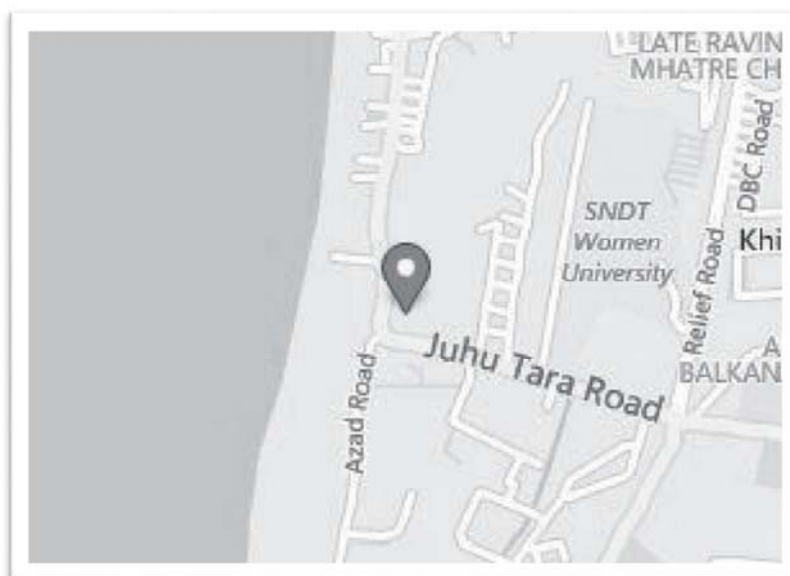 LATE RAVIN
MHATRE CH
DBC Road
SNDT
Women
University
Khi
Relief Road
Juhu Tara Road
A
BALKAN
Azad Road